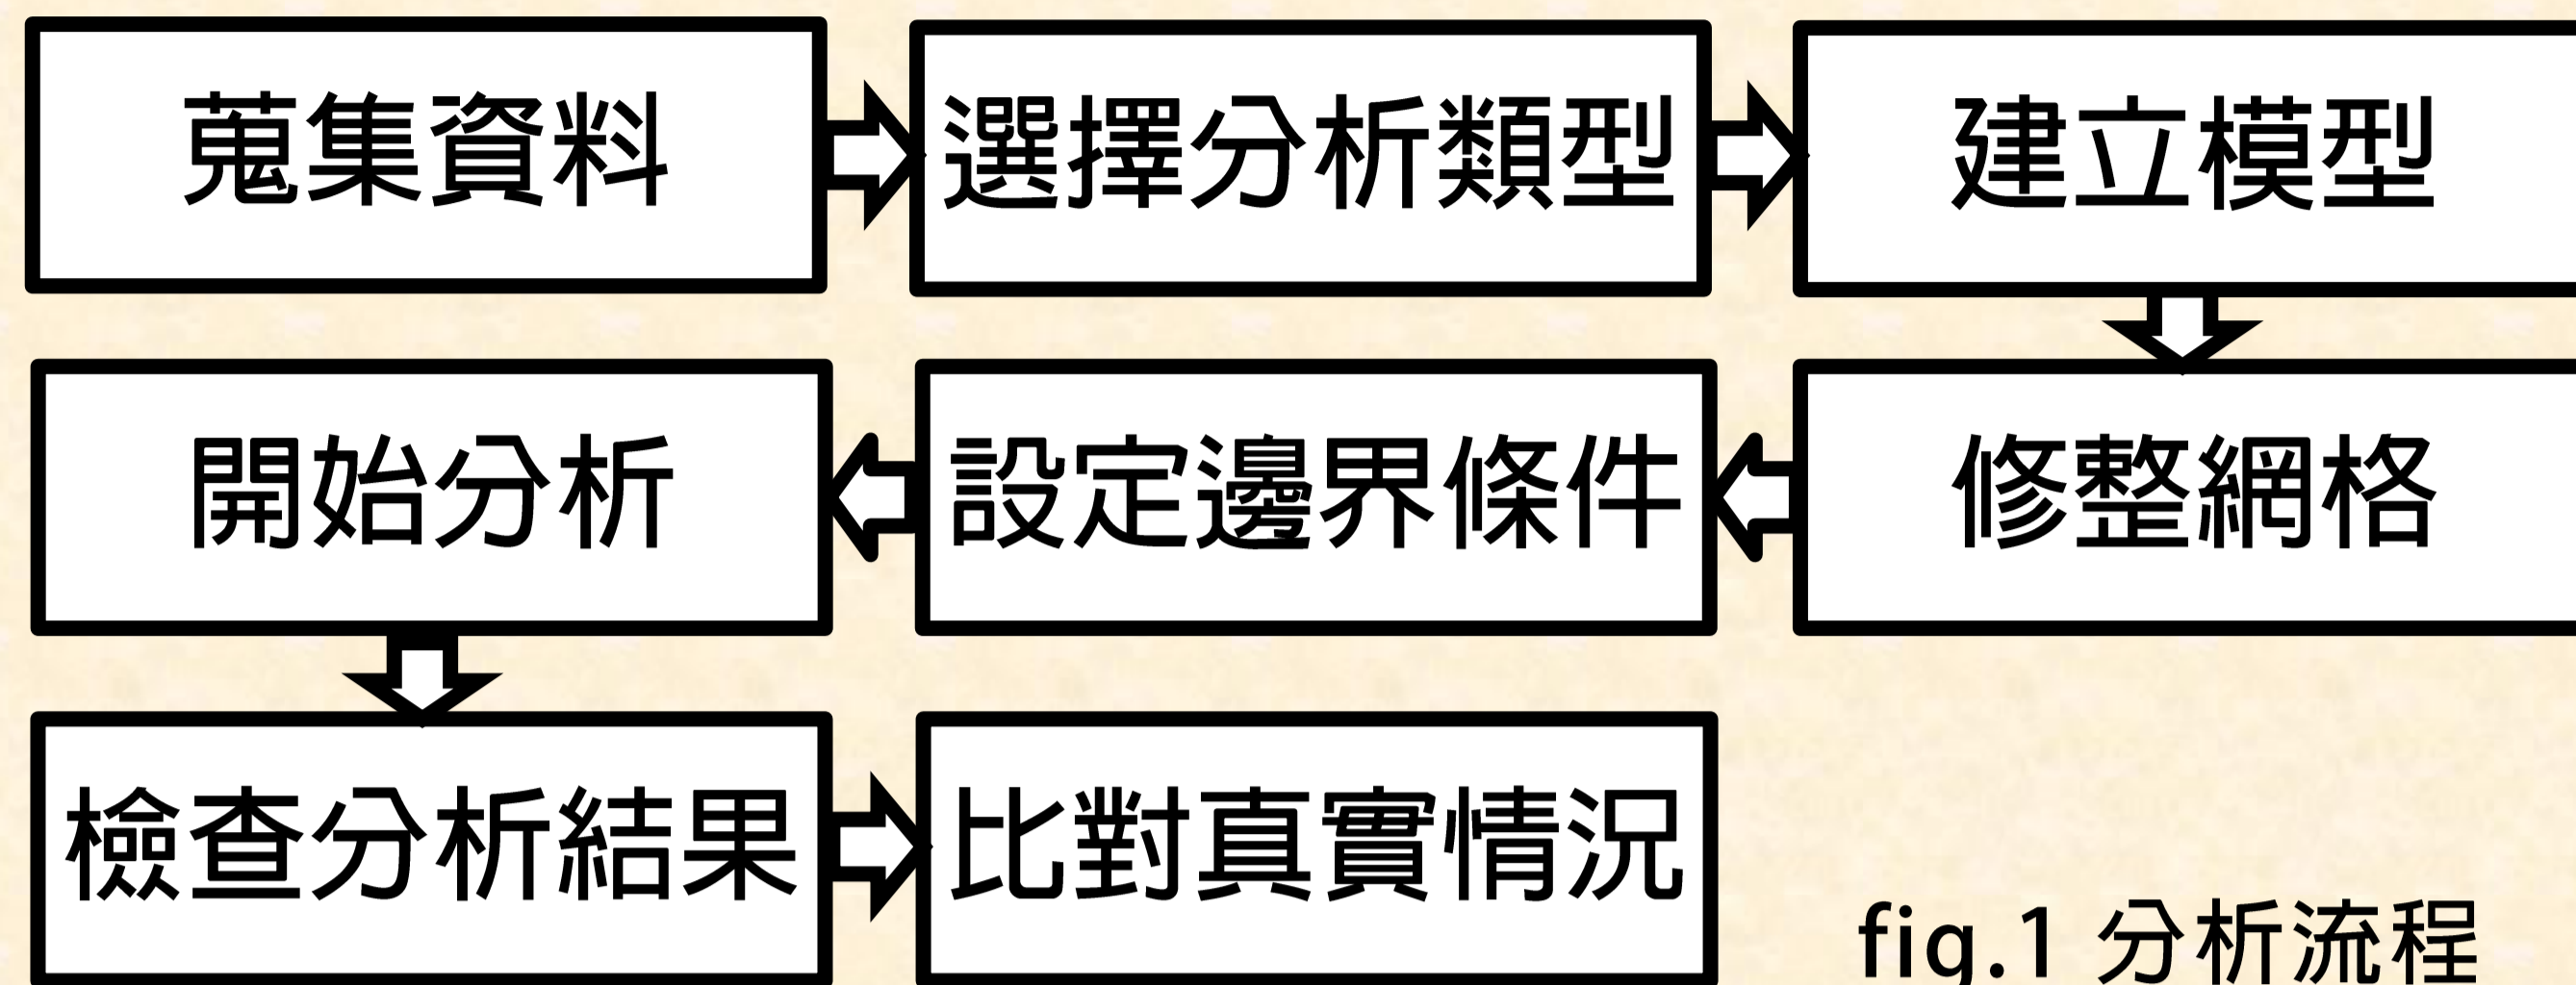 蒐集資料
選擇分析類型
建立模型
修整網格
設定邊界條件
開始分析
檢查分析結果
比對真實情況
fig.1 分析流程